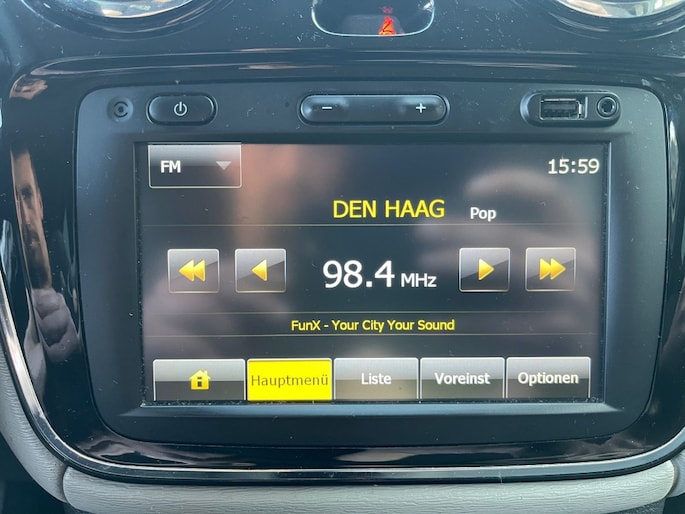 − +
FM 15:59
DEN HAAG Pop
98.4 MHz
FunX - Your City Your Sound
Hauptmenü Liste Voreinst Optionen